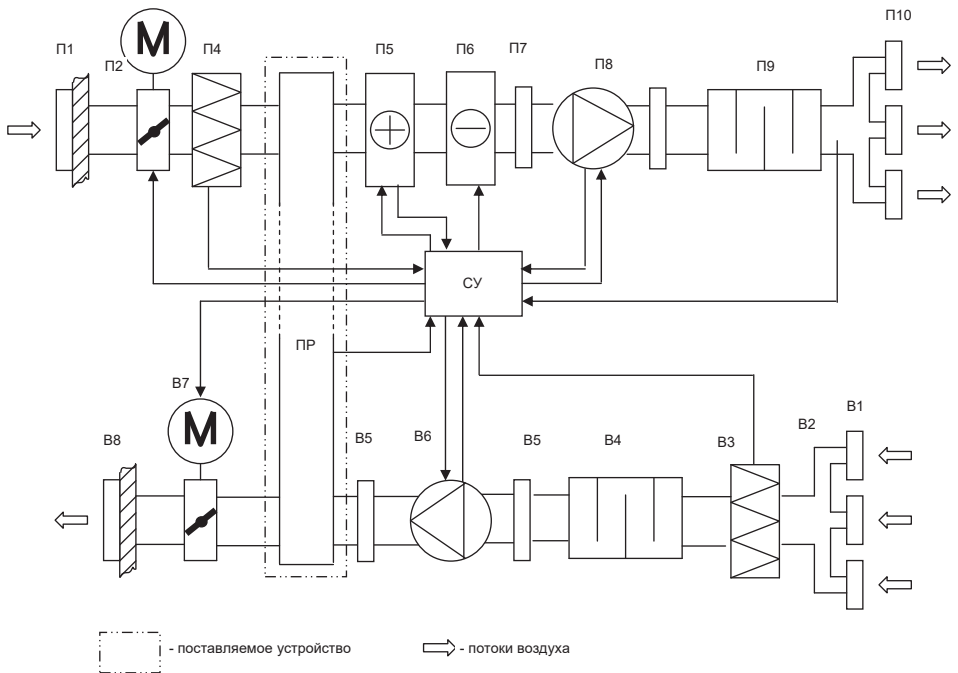 П1
П2
М
П4
П5
П6
П7
П8
П9
П10
СУ
ПР
В7
М
В8
В5
В6
В5
В4
В3
В2
В1
- поставляемое устройство
- потоки воздуха